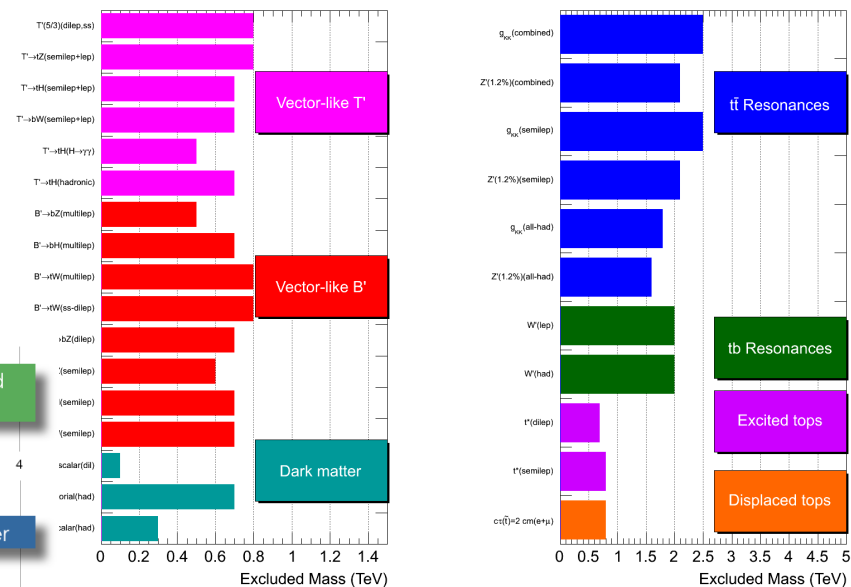 T'(5/3)(dilep,ss)
T'→tZ(semilep+lep)
T'→tH(semilep+lep)
T'→bW(semilep+lep)
T'→tH(H→γγ)
T'→tH(hadronic)
B'→bZ(multilep)
B'→bH(multilep)
B'→tW(multilep)
B'→tW(ss-dilep)
bZ(dilep)
(semilep)
(semilep)
(semilep)
scalar(dil)
orial(had)
alar(had)
Vector-like T'
Vector-like B'
Dark matter
0 0.2 0.4 0.6 0.8 1 1.2 1.4
Excluded Mass (TeV)
4
g_KK(combined)
Z'(1.2%)(combined)
g_KK(semilep)
Z'(1.2%)(semilep)
g_KK(all-had)
Z'(1.2%)(all-had)
W'(lep)
W'(had)
t*(dilep)
t*(semilep)
cτ(t̃)=2 cm(e+μ)
tt̄ Resonances
tb Resonances
Excited tops
Displaced tops
0 0.5 1 1.5 2 2.5 3 3.5 4 4.5 5
Excluded Mass (TeV)